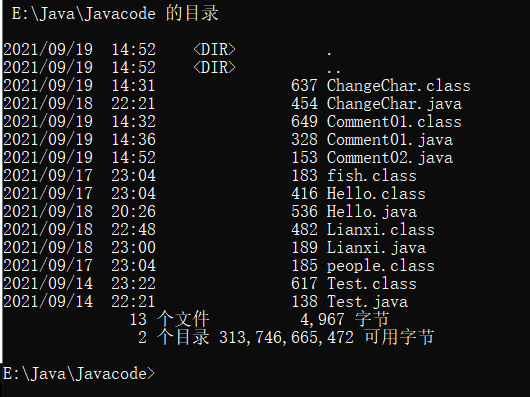 E:\Java\Javacode 的目录
2021/09/19  14:52    <DIR>          .
2021/09/19  14:52    <DIR>          ..
2021/09/19  14:31               637 ChangeChar.class
2021/09/18  22:21               454 ChangeChar.java
2021/09/19  14:32               649 Comment01.class
2021/09/19  14:36               328 Comment01.java
2021/09/19  14:52               153 Comment02.java
2021/09/17  23:04               183 fish.class
2021/09/17  23:04               416 Hello.class
2021/09/18  20:26               536 Hello.java
2021/09/18  22:48               482 Lianxi.class
2021/09/18  23:00               189 Lianxi.java
2021/09/17  23:04               185 people.class
2021/09/14  23:22               617 Test.class
2021/09/14  22:21               138 Test.java
13 个文件          4,967 字节
2 个目录 313,746,665,472 可用字节
E:\Java\Javacode>